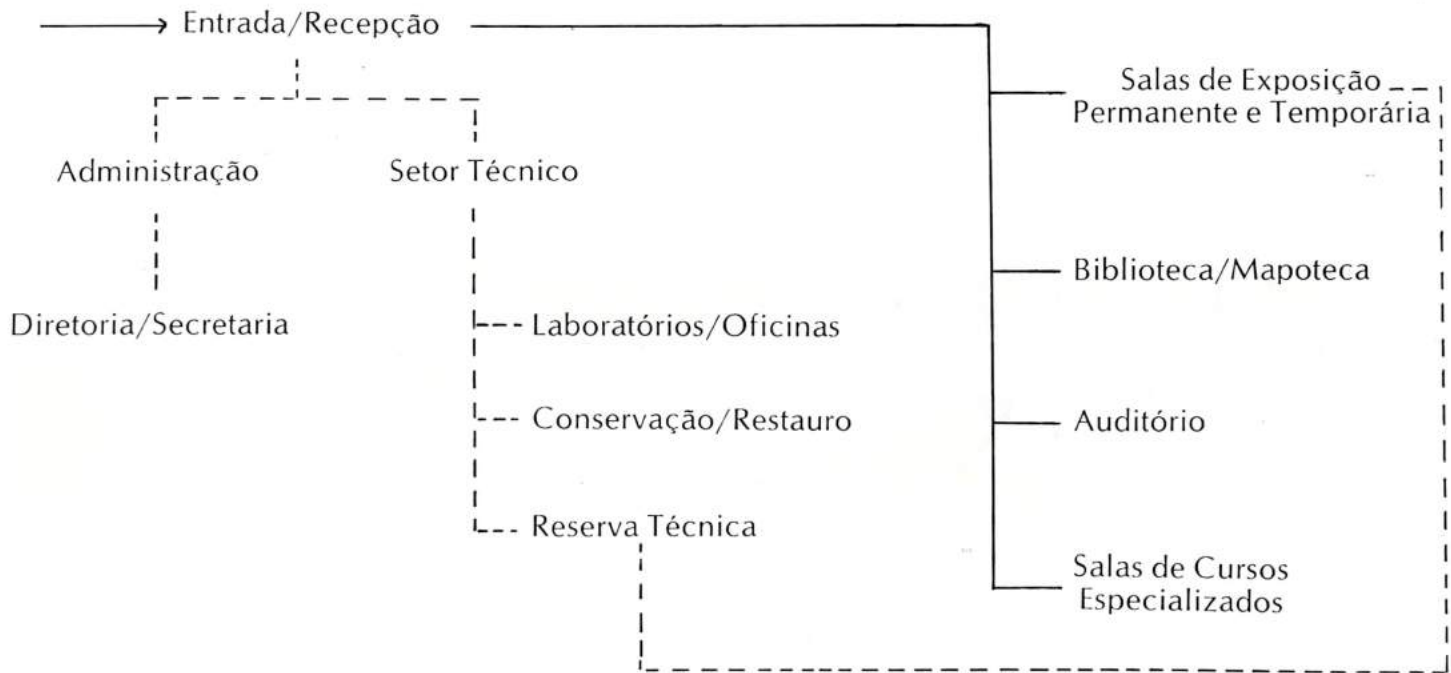 Entrada/Recepção
Salas de Exposição
Permanente e Temporária
Administração
Setor Técnico
Biblioteca/Mapoteca
Diretoria/Secretaria
Laboratórios/Oficinas
Conservação/Restauro
Auditório
Reserva Técnica
Salas de Cursos
Especializados